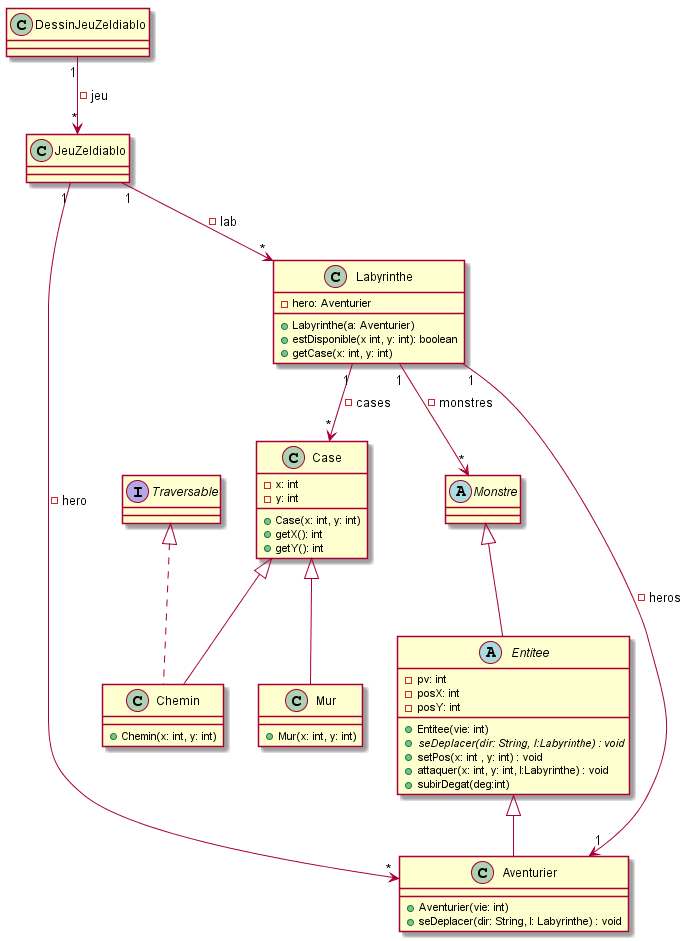 C DessinJeuZeldiablo
1
jeu
*
C JeuZeldiablo
1
1
lab
*
C Labyrinthe
hero: Aventurier
Labyrinthe(a: Aventurier)
estDisponible(x int, y: int): boolean
getCase(x: int, y: int)
1
1
1
cases
monstres
*
*
C Case
x: int
y: int
Case(x: int, y: int)
getX(): int
getY(): int
I Traversable
A Monstre
hero
heros
A Entitee
pv: int
posX: int
posY: int
Entitee(vie: int)
seDeplacer(dir: String, l:Labyrinthe) : void
setPos(x: int , y: int) : void
attaquer(x: int, y: int, l:Labyrinthe) : void
subirDegat(deg:int)
C Chemin
Chemin(x: int, y: int)
C Mur
Mur(x: int, y: int)
1
*
C Aventurier
Aventurier(vie: int)
seDeplacer(dir: String, l: Labyrinthe) : void